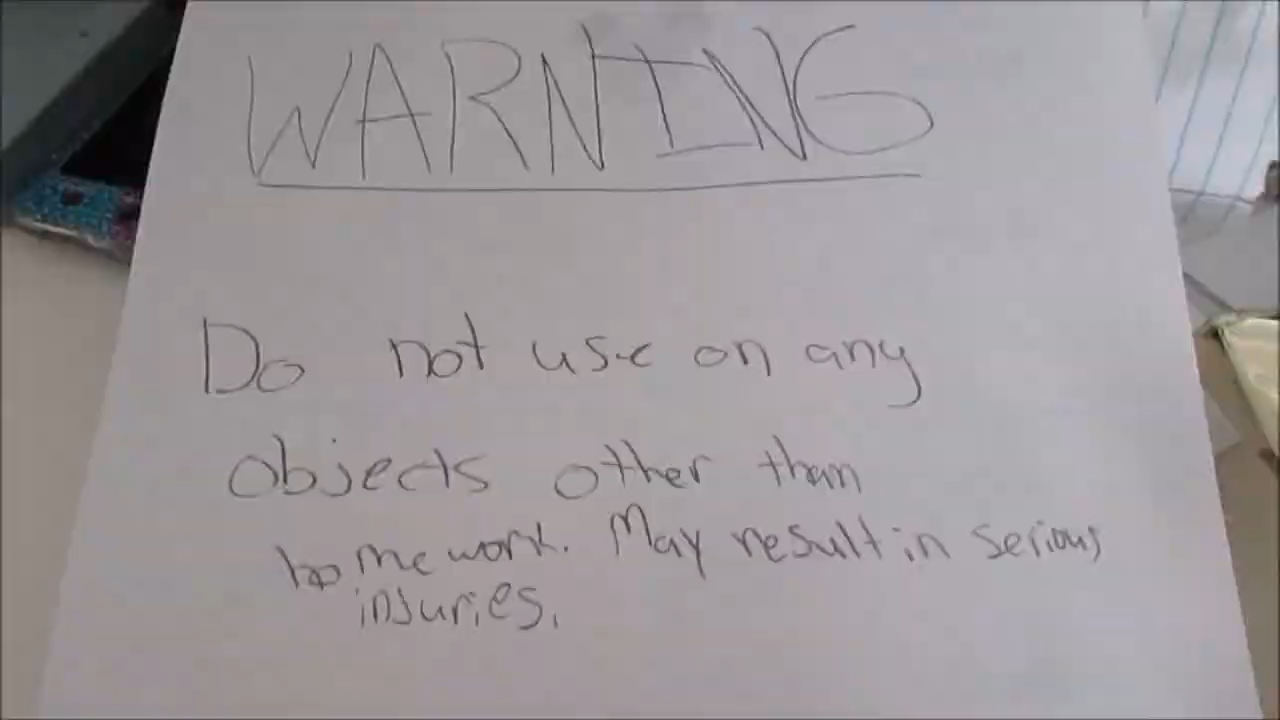 WARNING
Do not use on any
objects other than
homework. May result in serious
injuries.